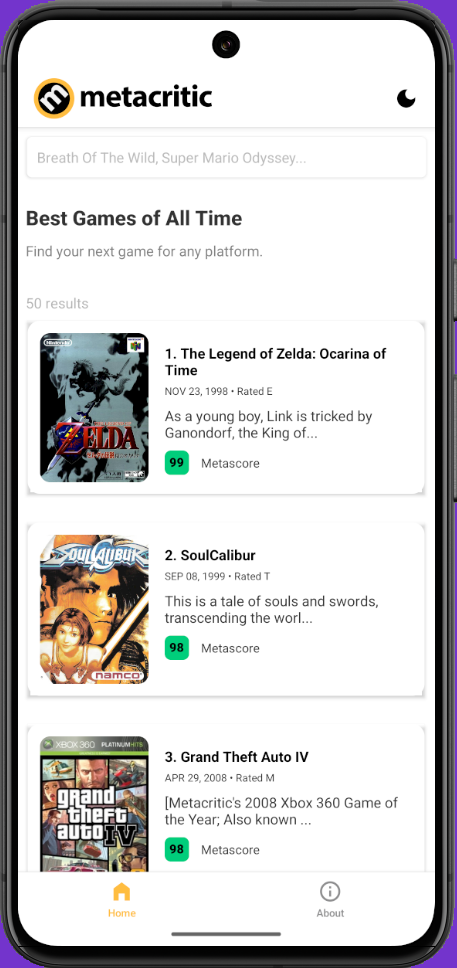 metacritic
Breath Of The Wild, Super Mario Odyssey...
Best Games of All Time
Find your next game for any platform.
50 results
Nintendo
ZELDA
1. The Legend of Zelda: Ocarina of
Time
NOV 23, 1998 • Rated E
As a young boy, Link is tricked by
Ganondorf, the King of...
99 Metascore
SOULCALIBUR
namco
2. SoulCalibur
SEP 08, 1999 • Rated T
This is a tale of souls and swords,
transcending the worl...
98 Metascore
XBOX 360 PLATINUM HITS
grand
theft
auto IV
3. Grand Theft Auto IV
APR 29, 2008 • Rated M
[Metacritic's 2008 Xbox 360 Game of
the Year; Also known ...
98 Metascore
Home
About